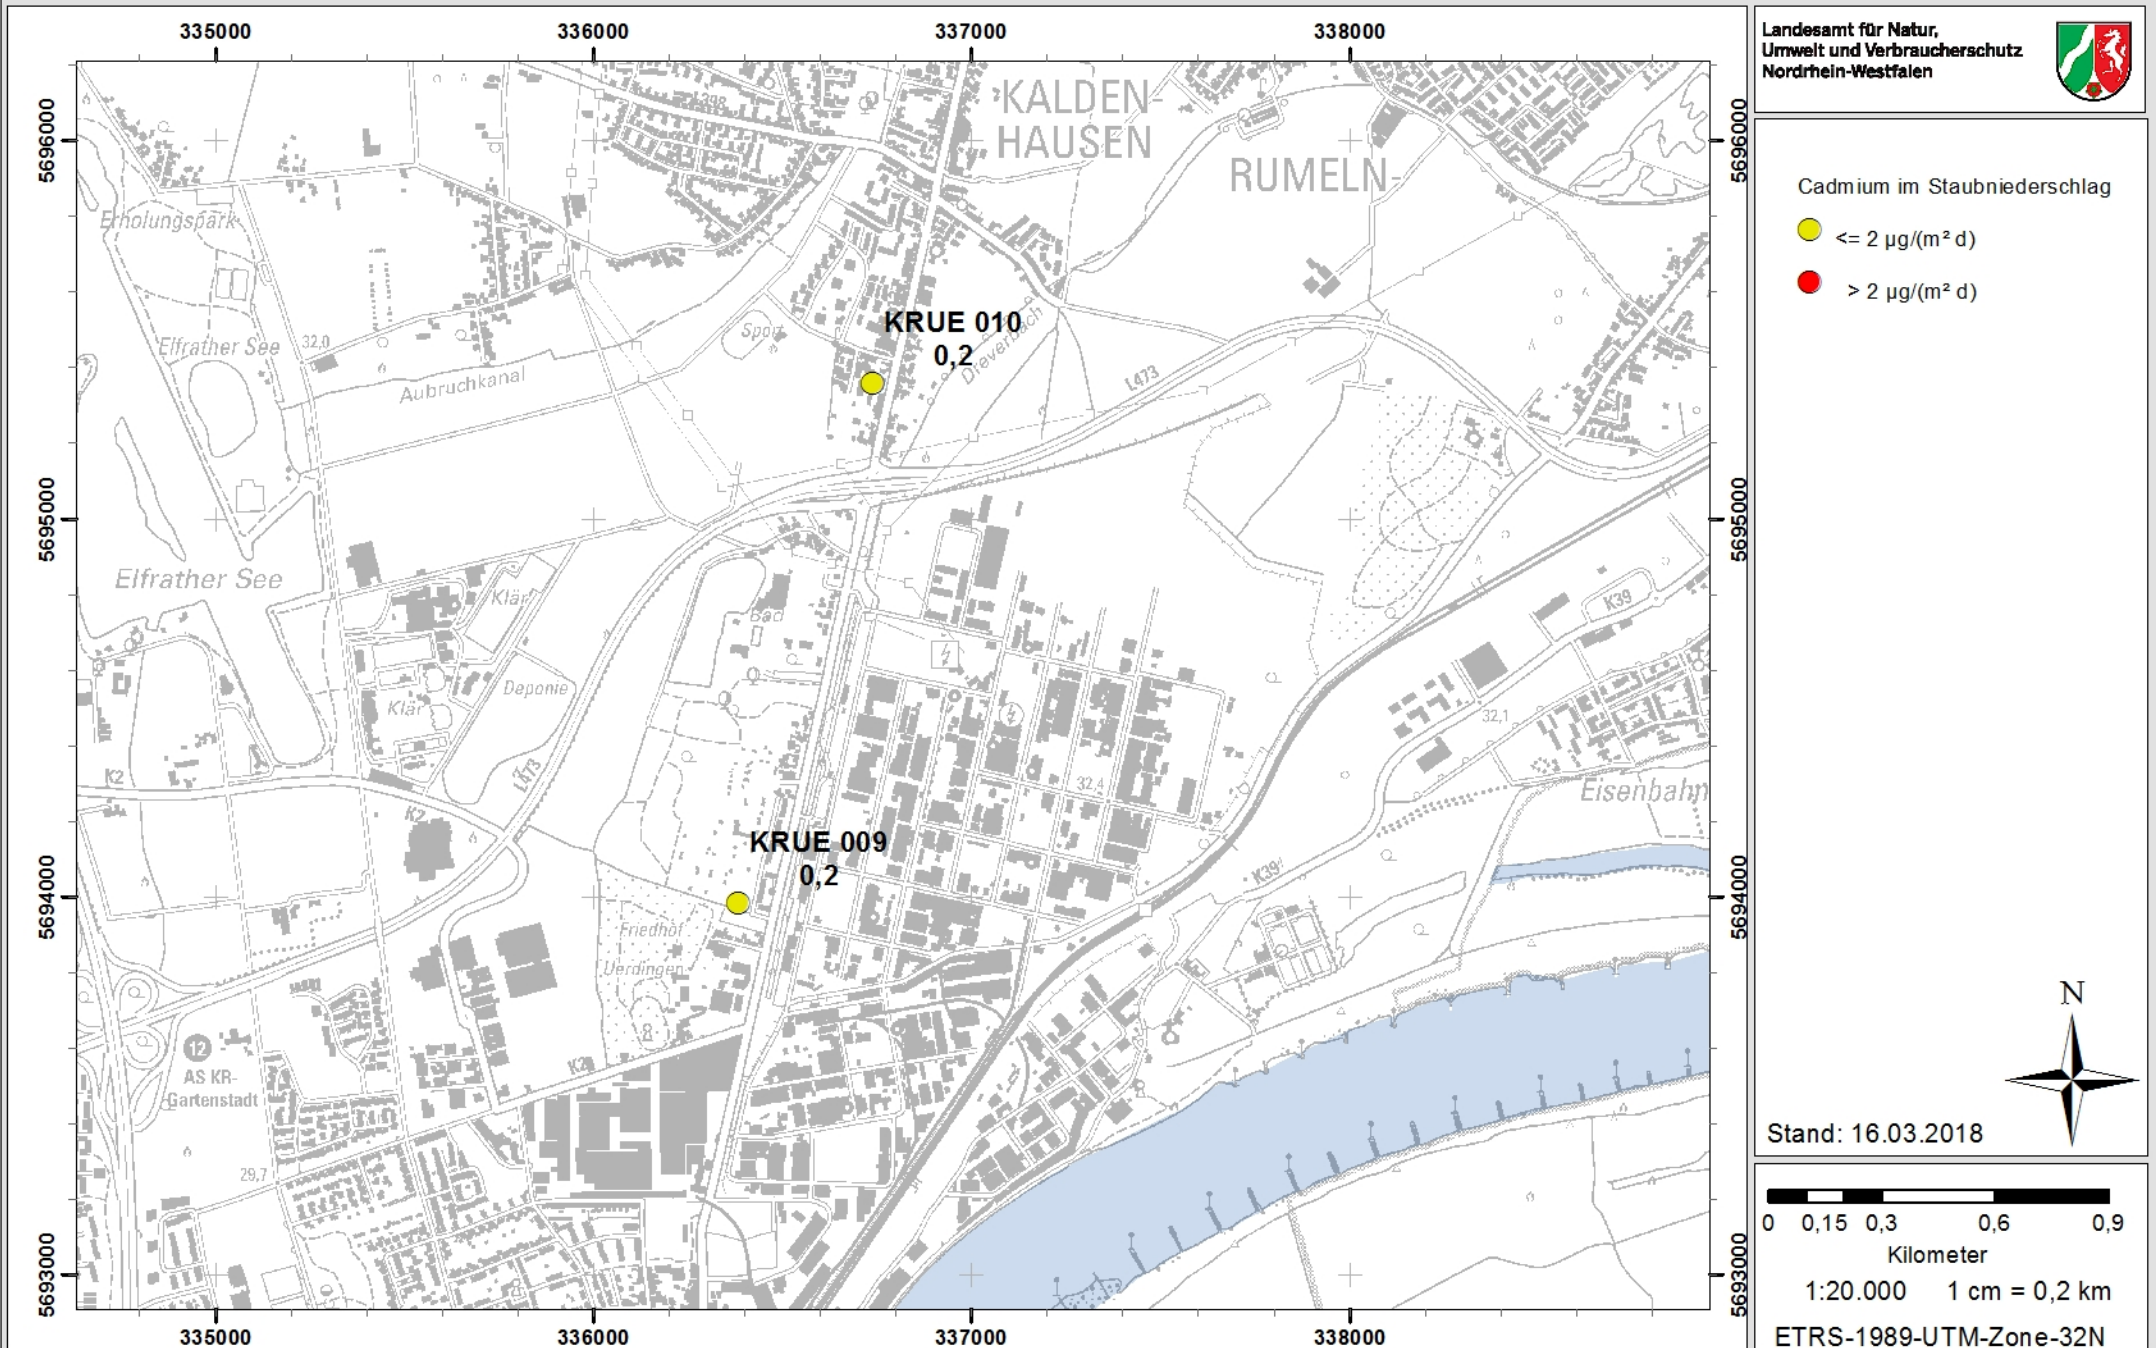 335000
336000
337000
338000
Landesamt für Natur,
Umwelt und Verbraucherschutz
Nordrhein-Westfalen
5696000
5696000
L398
KALDEN-
HAUSEN
RUMELN-
Cadmium im Staubniederschlag
<= 2 µg/(m² d)
> 2 µg/(m² d)
Erholungspark
Elfrather See
32,0
Sport
KRUE 010
0,2
Dreverbach
Aubruchkanal
L473
5695000
5695000
Elfrather See
Klär
Bad
K39
Deponie
Klär
32,1
K2
L473
32,4
Eisenbahn
K2
KRUE 009
0,2
K39
5694000
5694000
Friedhof
Uerdingen
N
12
AS KR-
Gartenstadt
K2
29,7
Stand: 16.03.2018
0 0,15 0,3 0,6 0,9
Kilometer
1:20.000 1 cm = 0,2 km
ETRS-1989-UTM-Zone-32N
5693000
5693000
335000
336000
337000
338000